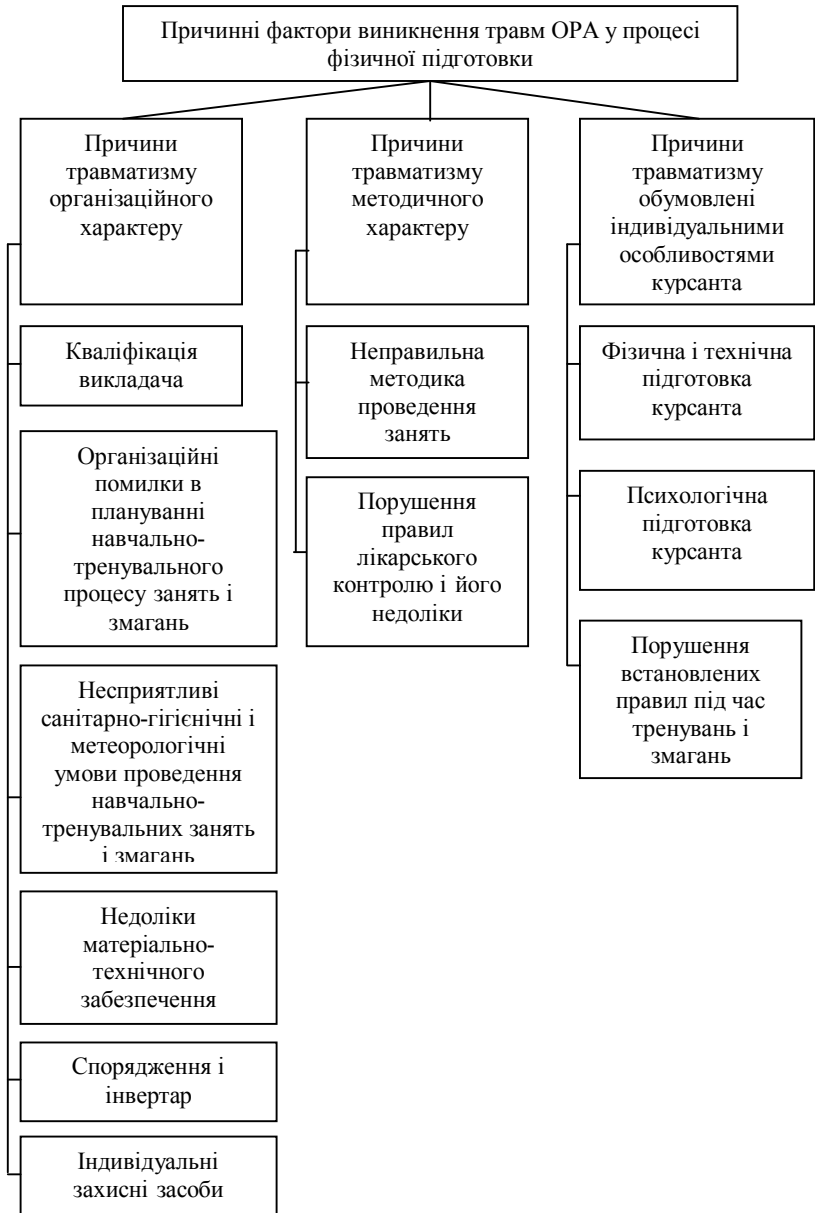 Причинні фактори виникнення травм ОРА у процесі
фізичної підготовки
Причини
травматизму
організаційного
характеру
Кваліфікація
викладача
Організаційні
помилки в
плануванні
навчально-
тренувального
процесу занять і
змагань
Несприятливі
санітарно-гігієнічні і
метеорологічні
умови проведення
навчально-
тренувальних занять
і змагань
Недоліки
матеріально-
технічного
забезпечення
Спорядження і
інвертар
Індивідуальні
захисні засоби
Причини
травматизму
методичного
характеру
Неправильна
методика
проведення
занять
Порушення
правил
лікарського
контролю і його
недоліки
Причини
травматизму
обумовлені
індивідуальними
особливостями
курсанта
Фізична і технічна
підготовка
курсанта
Психологічна
підготовка
курсанта
Порушення
встановлених
правил під час
тренувань і
змагань